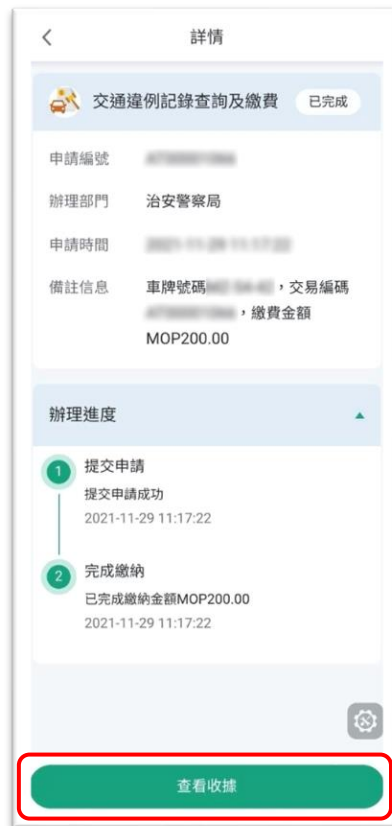 詳情
交通違例記錄查詢及繳費 已完成
申請編號
辦理部門 治安警察局
申請時間
備註信息 車牌號碼，交易編碼
，繳費金額
MOP200.00
辦理進度
1 提交申請
提交申請成功
2021-11-29 11:17:22
2 完成繳納
已完成繳納金額MOP200.00
2021-11-29 11:17:22
查看收據